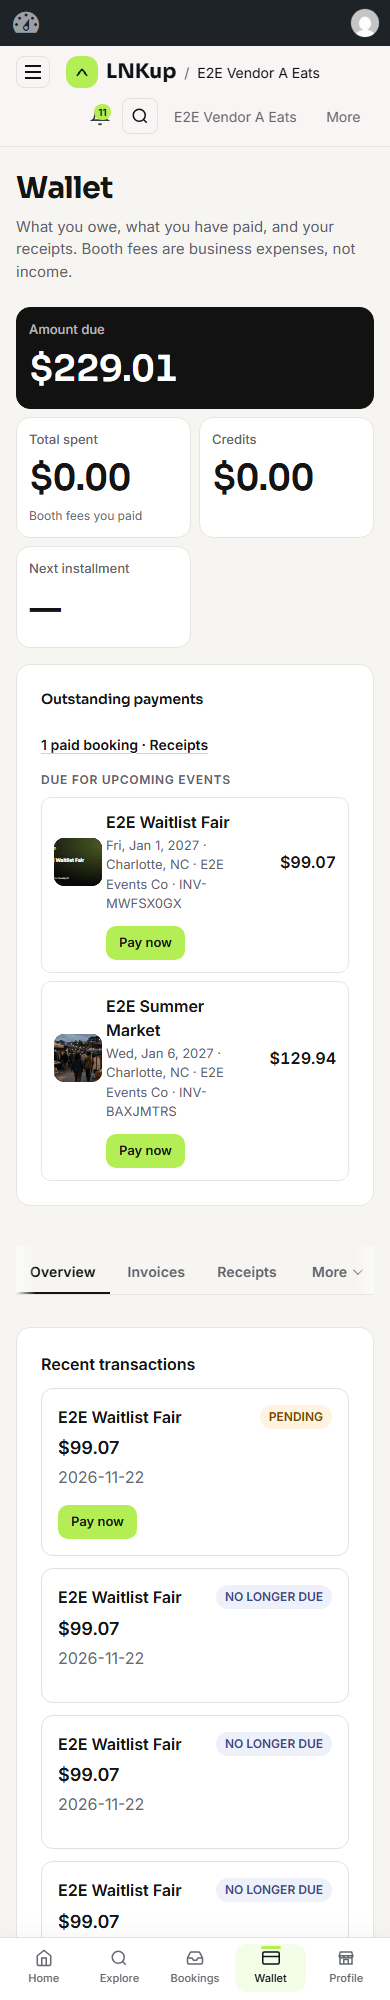 LNKup / E2E Vendor A Eats
11
E2E Vendor A Eats More
Wallet
What you owe, what you have paid, and your
receipts. Booth fees are business expenses, not
income.
Amount due
$229.01
Total spent
$0.00
Booth fees you paid
Credits
$0.00
Next installment
—
Outstanding payments
1 paid booking · Receipts
DUE FOR UPCOMING EVENTS
Waitlist Fair
E2E Waitlist Fair
Fri, Jan 1, 2027 ·
Charlotte, NC · E2E
Events Co · INV-
MWFSX0GX
$99.07
Pay now
E2E Summer
Market
Wed, Jan 6, 2027 ·
Charlotte, NC · E2E
Events Co · INV-
BAXJMTRS
$129.94
Pay now
Overview Invoices Receipts More
Recent transactions
E2E Waitlist Fair PENDING
$99.07
2026-11-22
Pay now
E2E Waitlist Fair NO LONGER DUE
$99.07
2026-11-22
E2E Waitlist Fair NO LONGER DUE
$99.07
2026-11-22
E2E Waitlist Fair NO LONGER DUE
$99.07
Home Explore Bookings Wallet Profile